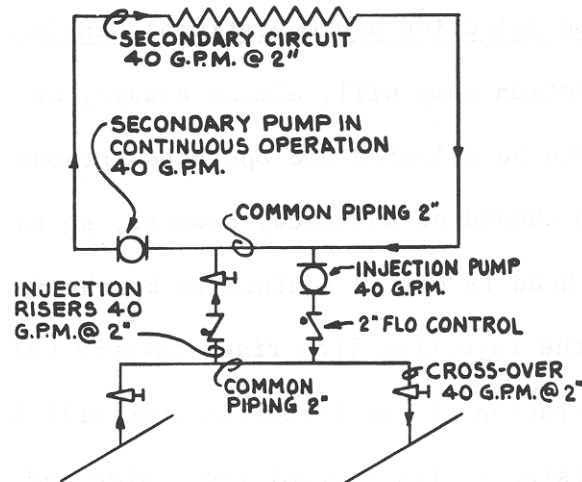 SECONDARY CIRCUIT
40 G.P.M. @ 2"
SECONDARY PUMP IN
CONTINUOUS OPERATION
40 G.P.M.
COMMON PIPING 2"
INJECTION PUMP
40 G.P.M.
INJECTION
RISERS 40
G.P.M. @ 2"
2" FLO CONTROL
COMMON
PIPING 2"
CROSS-OVER
40 G.P.M. @ 2"